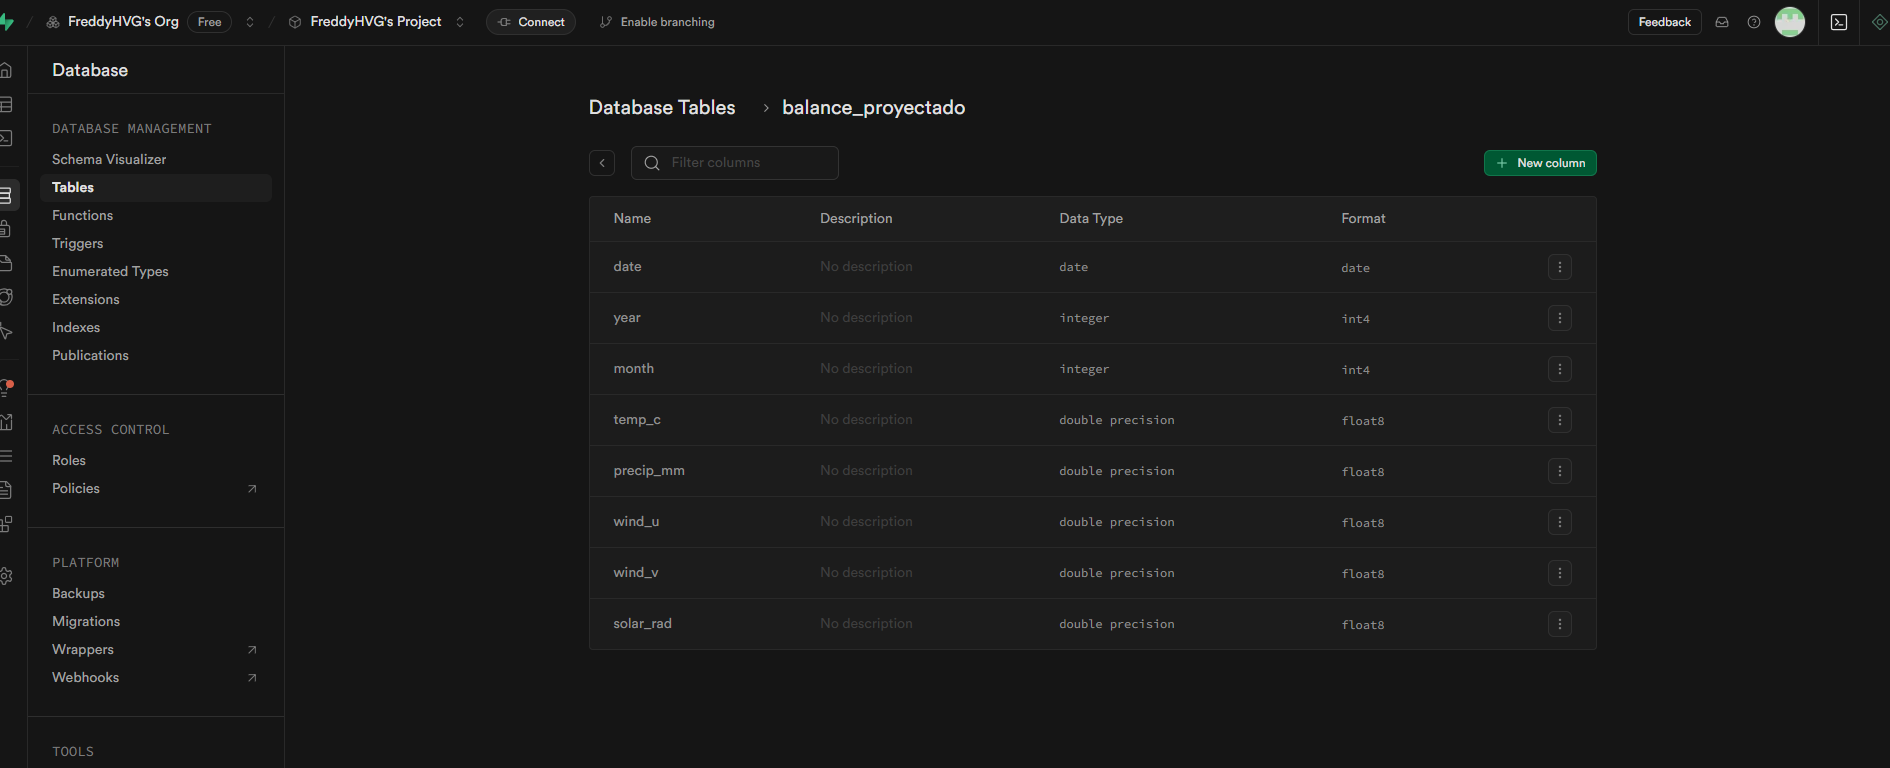 FreddyHVG's Org Free FreddyHVG's Project Connect Enable branching Feedback
Database
DATABASE MANAGEMENT
Schema Visualizer
Tables
Functions
Triggers
Enumerated Types
Extensions
Indexes
Publications
ACCESS CONTROL
Roles
Policies
PLATFORM
Backups
Migrations
Wrappers
Webhooks
TOOLS
Database Tables > balance_proyectado
Filter columns
+ New column
Name Description Data Type Format
date No description date date
year No description integer int4
month No description integer int4
temp_c No description double precision float8
precip_mm No description double precision float8
wind_u No description double precision float8
wind_v No description double precision float8
solar_rad No description double precision float8